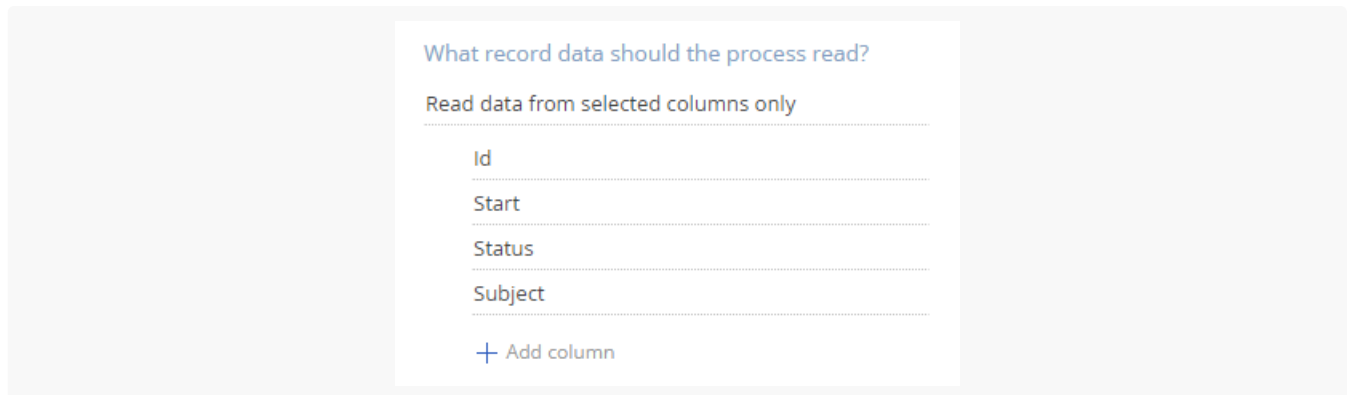 What record data should the process read?
Read data from selected columns only
Id
Start
Status
Subject
+ Add column